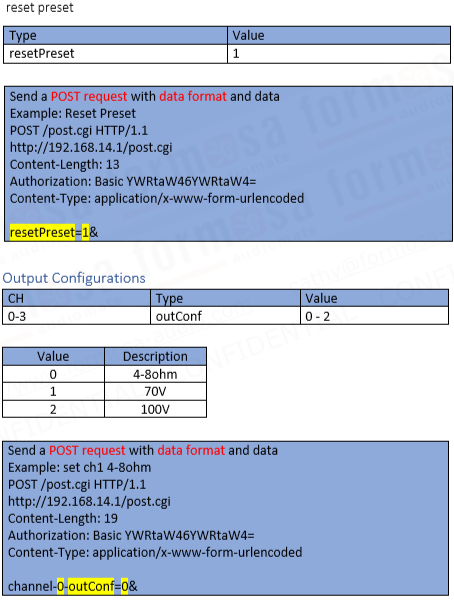 reset preset
Type Value
resetPreset 1
Send a POST request with data format and data
Example: Reset Preset
POST /post.cgi HTTP/1.1
http://192.168.14.1/post.cgi
Content-Length: 13
Authorization: Basic YWRtaW46YWRtaW4=
Content-Type: application/x-www-form-urlencoded
resetPreset=1&
Output Configurations
CH Type Value
0-3 outConf 0 - 2
Value Description
0 4-8ohm
1 70V
2 100V
Send a POST request with data format and data
Example: set ch1 4-8ohm
POST /post.cgi HTTP/1.1
http://192.168.14.1/post.cgi
Content-Length: 19
Authorization: Basic YWRtaW46YWRtaW4=
Content-Type: application/x-www-form-urlencoded
channel-0-outConf=0&